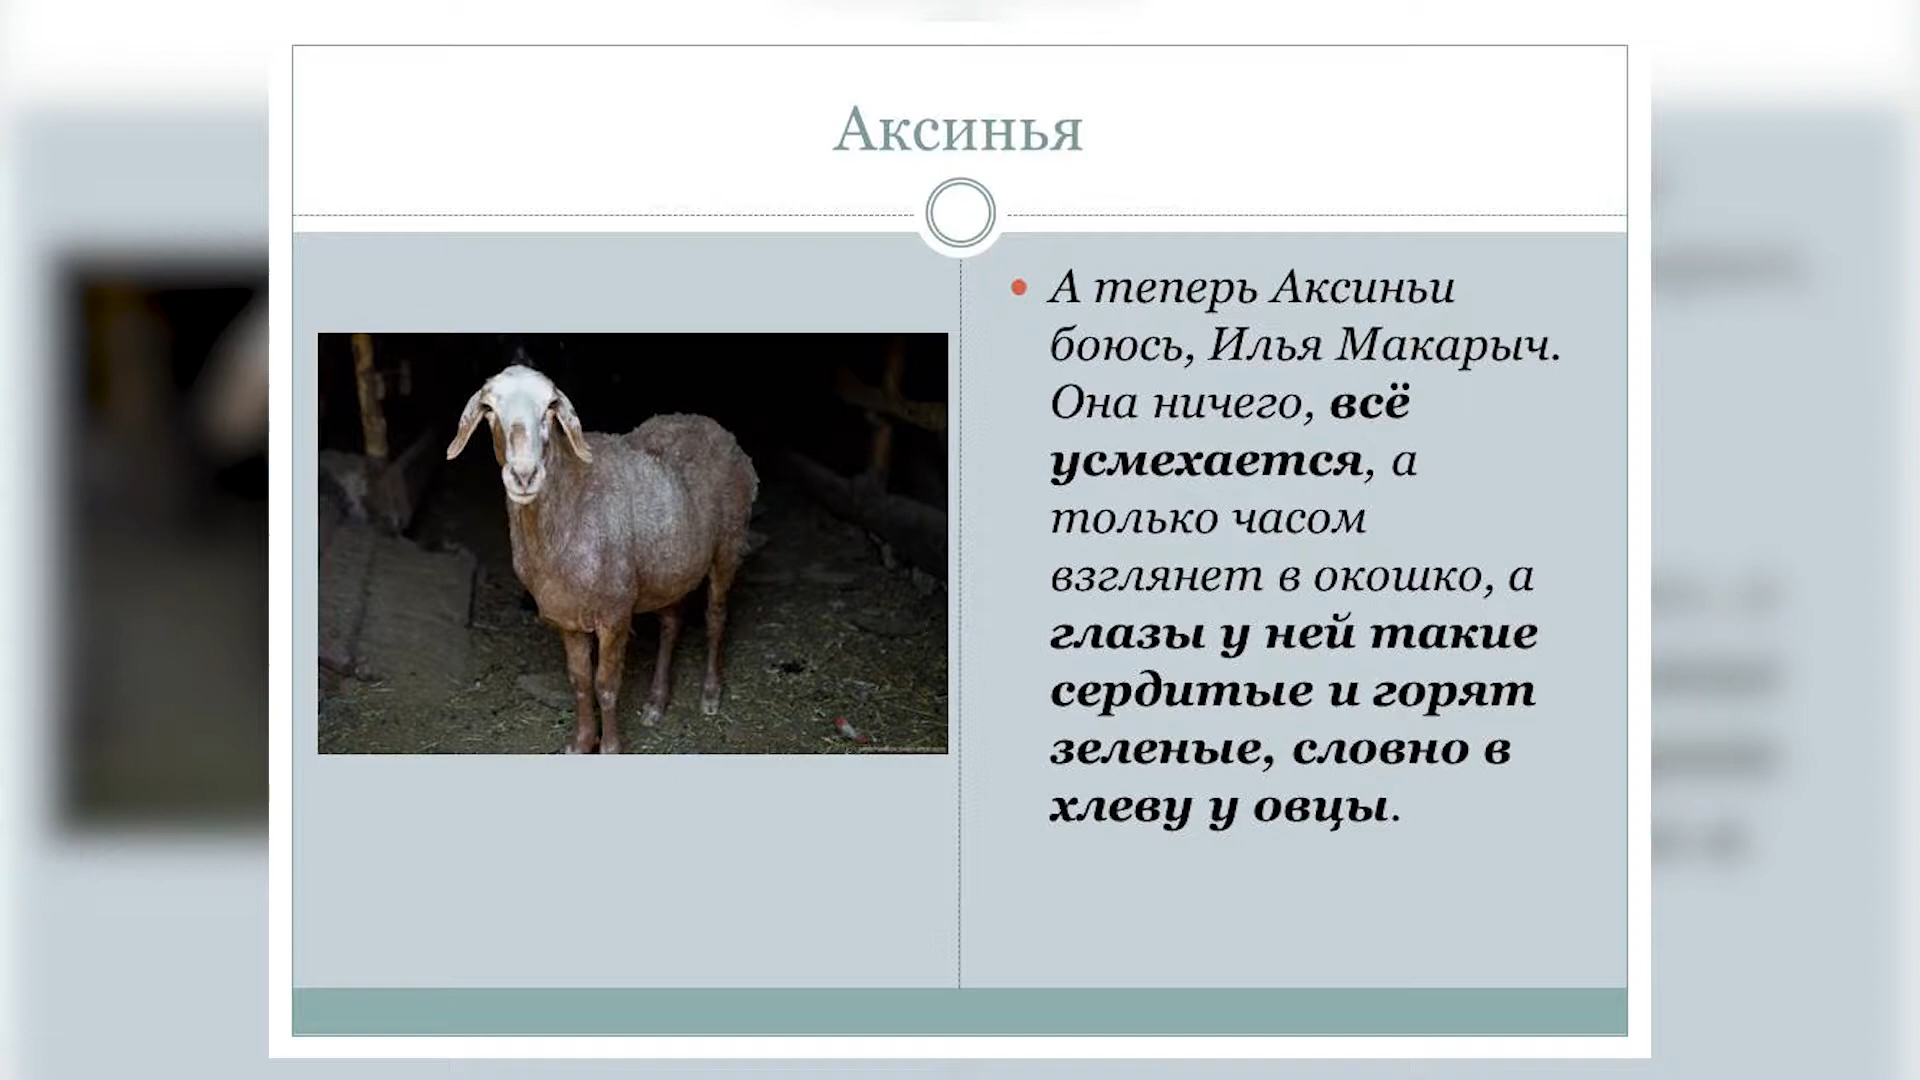 Аксинья
А теперь Аксиньи
боюсь, Илья Макарыч.
Она ничего, всё
усмехается, а
только часом
взглянет в окошко, а
глазы у ней такие
сердитые и горят
зеленые, словно в
хлеву у овцы.